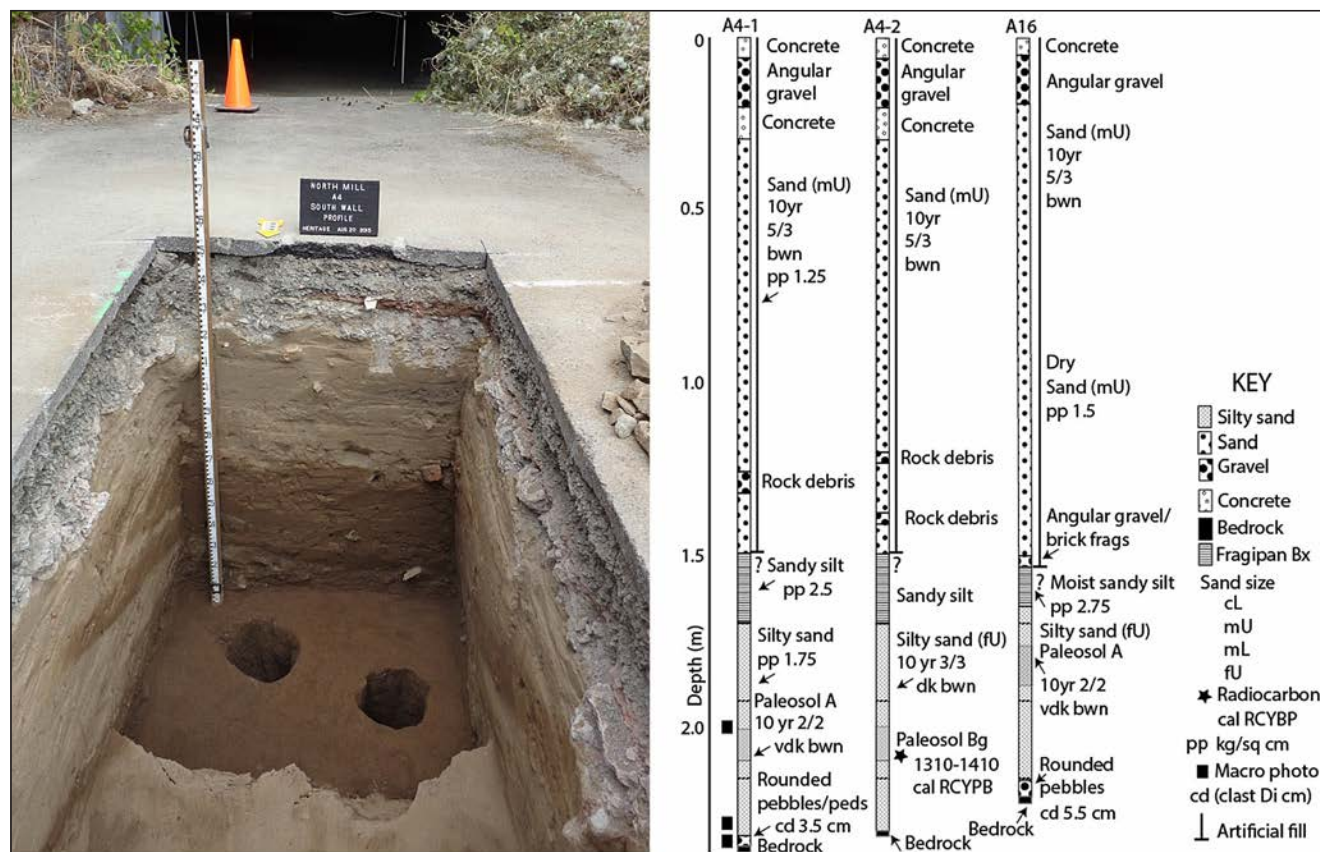 NORTH MILL
A4
SOUTH WALL
PROFILE
HERITAGE AUG 20 2015
A4-1
A4-2
A16
0
0.5
1.0
1.5
2.0
Depth (m)
Concrete
Angular
gravel
Concrete
Sand (mU)
10yr
5/3
bwn
pp 1.25
Rock debris
? Sandy silt
pp 2.5
Silty sand
pp 1.75
Paleosol A
10 yr 2/2
vdk bwn
Rounded
pebbles/peds
cd 3.5 cm
Bedrock
Concrete
Angular
gravel
Concrete
Sand (mU)
10yr
5/3
bwn
Rock debris
Rock debris
?
Sandy silt
Silty sand (fU)
10 yr 3/3
dk bwn
Paleosol Bg
1310-1410
cal RCYPB
Bedrock
Concrete
Angular gravel
Sand (mU)
10yr
5/3
bwn
Dry
Sand (mU)
pp 1.5
Angular gravel/
brick frags
? Moist sandy silt
pp 2.75
Silty sand (fU)
Paleosol A
10yr 2/2
vdk bwn
Rounded
pebbles
cd 5.5 cm
Bedrock
KEY
Silty sand
Sand
Gravel
Concrete
Bedrock
Fragipan Bx
Sand size
cL
mU
mL
fU
Radiocarbon
cal RCYBP
pp kg/sq cm
Macro photo
cd (clast Di cm)
Artificial fill